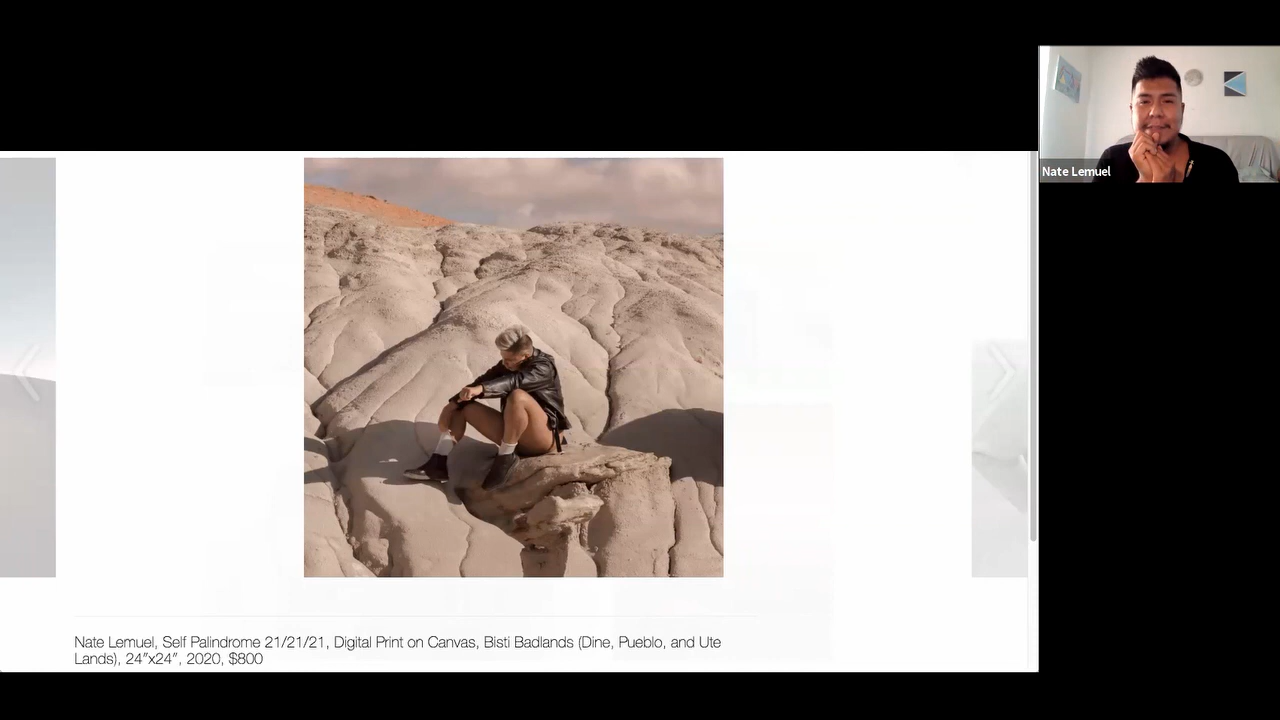 Nate Lemuel
Nate Lemuel, Self Palindrome 21/21/21, Digital Print on Canvas, Bisti Badlands (Dine, Pueblo, and Ute
Lands), 24”x24”, 2020, $800